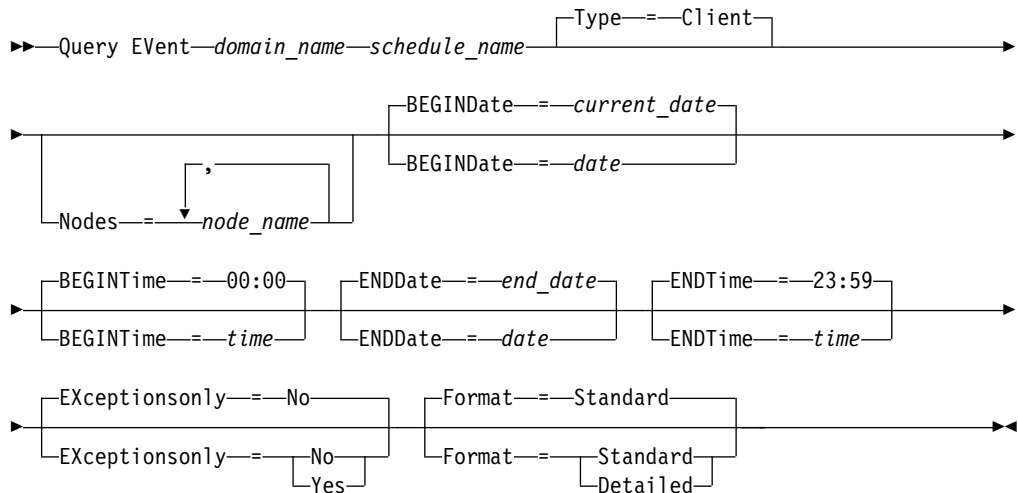 Type = Client
Query EVent domain_name schedule_name
BEGINDate = current_date
BEGINDate = date
,
Nodes = node_name
BEGINTime = 00:00
BEGINTime = time
ENDDate = end_date
ENDDate = date
ENDTime = 23:59
ENDTime = time
EXceptionsonly = No
EXceptionsonly = No
Yes
Format = Standard
Format = Standard
Detailed